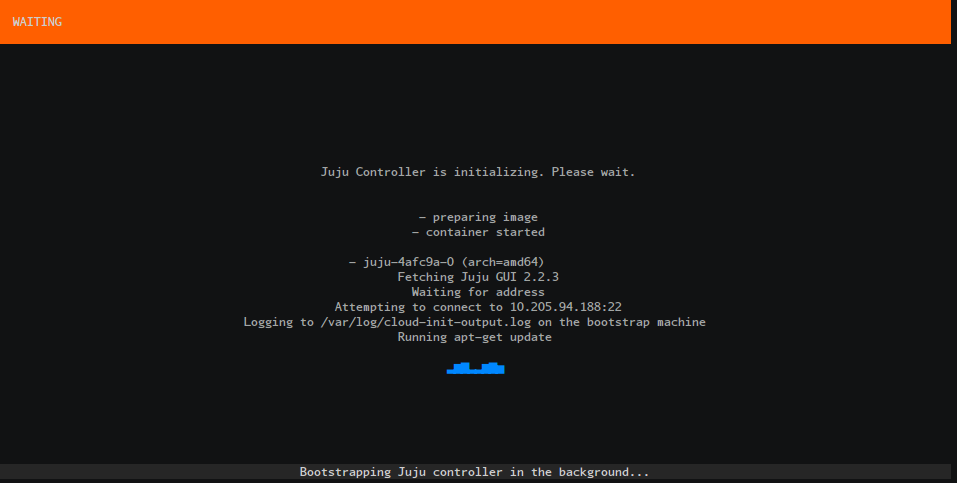 WAITING
Juju Controller is initializing. Please wait.
- preparing image
- container started
- juju-4afc9a-0 (arch=amd64)
Fetching Juju GUI 2.2.3
Waiting for address
Attempting to connect to 10.205.94.188:22
Logging to /var/log/cloud-init-output.log on the bootstrap machine
Running apt-get update
Bootstrapping Juju controller in the background...